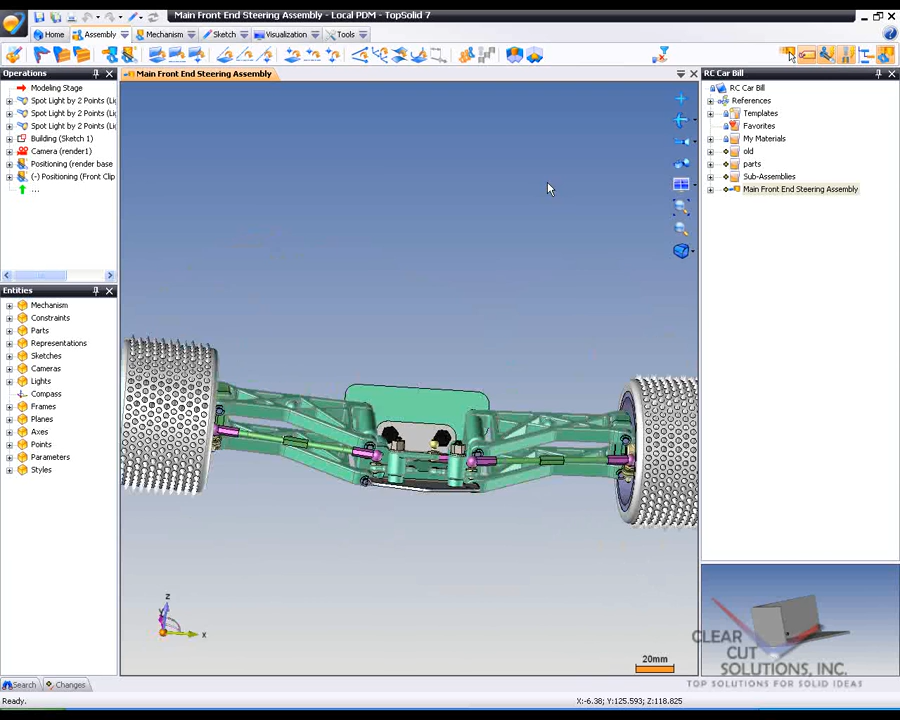 Main Front End Steering Assembly - Local PDM - TopSolid 7
Home Assembly Mechanism Sketch Visualization Tools
Operations
Main Front End Steering Assembly
RC Car Bill
Modeling Stage
Spot Light by 2 Points (Li
Spot Light by 2 Points (Li
Spot Light by 2 Points (Li
Building (Sketch 1)
Camera (render1)
Positioning (render base
(-) Positioning (Front Clip
...
RC Car Bill
References
Templates
Favorites
My Materials
old
parts
Sub-Assemblies
Main Front End Steering Assembly
Entities
Mechanism
Constraints
Parts
Representations
Sketches
Cameras
Lights
Compass
Frames
Planes
Axes
Points
Parameters
Styles
z
x
20mm
CLEAR
CUT
SOLUTIONS, INC.
TOP SOLUTIONS FOR SOLID IDEAS
Search Changes
Ready.
X:-6.38; Y:125.593; Z:118.825